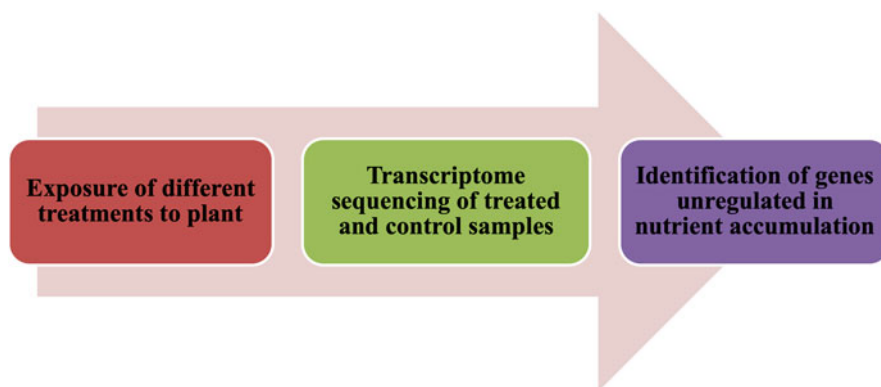 Exposure of different
treatments to plant
Transcriptome
sequencing of treated
and control samples
Identification of genes
unregulated in
nutrient accumulation